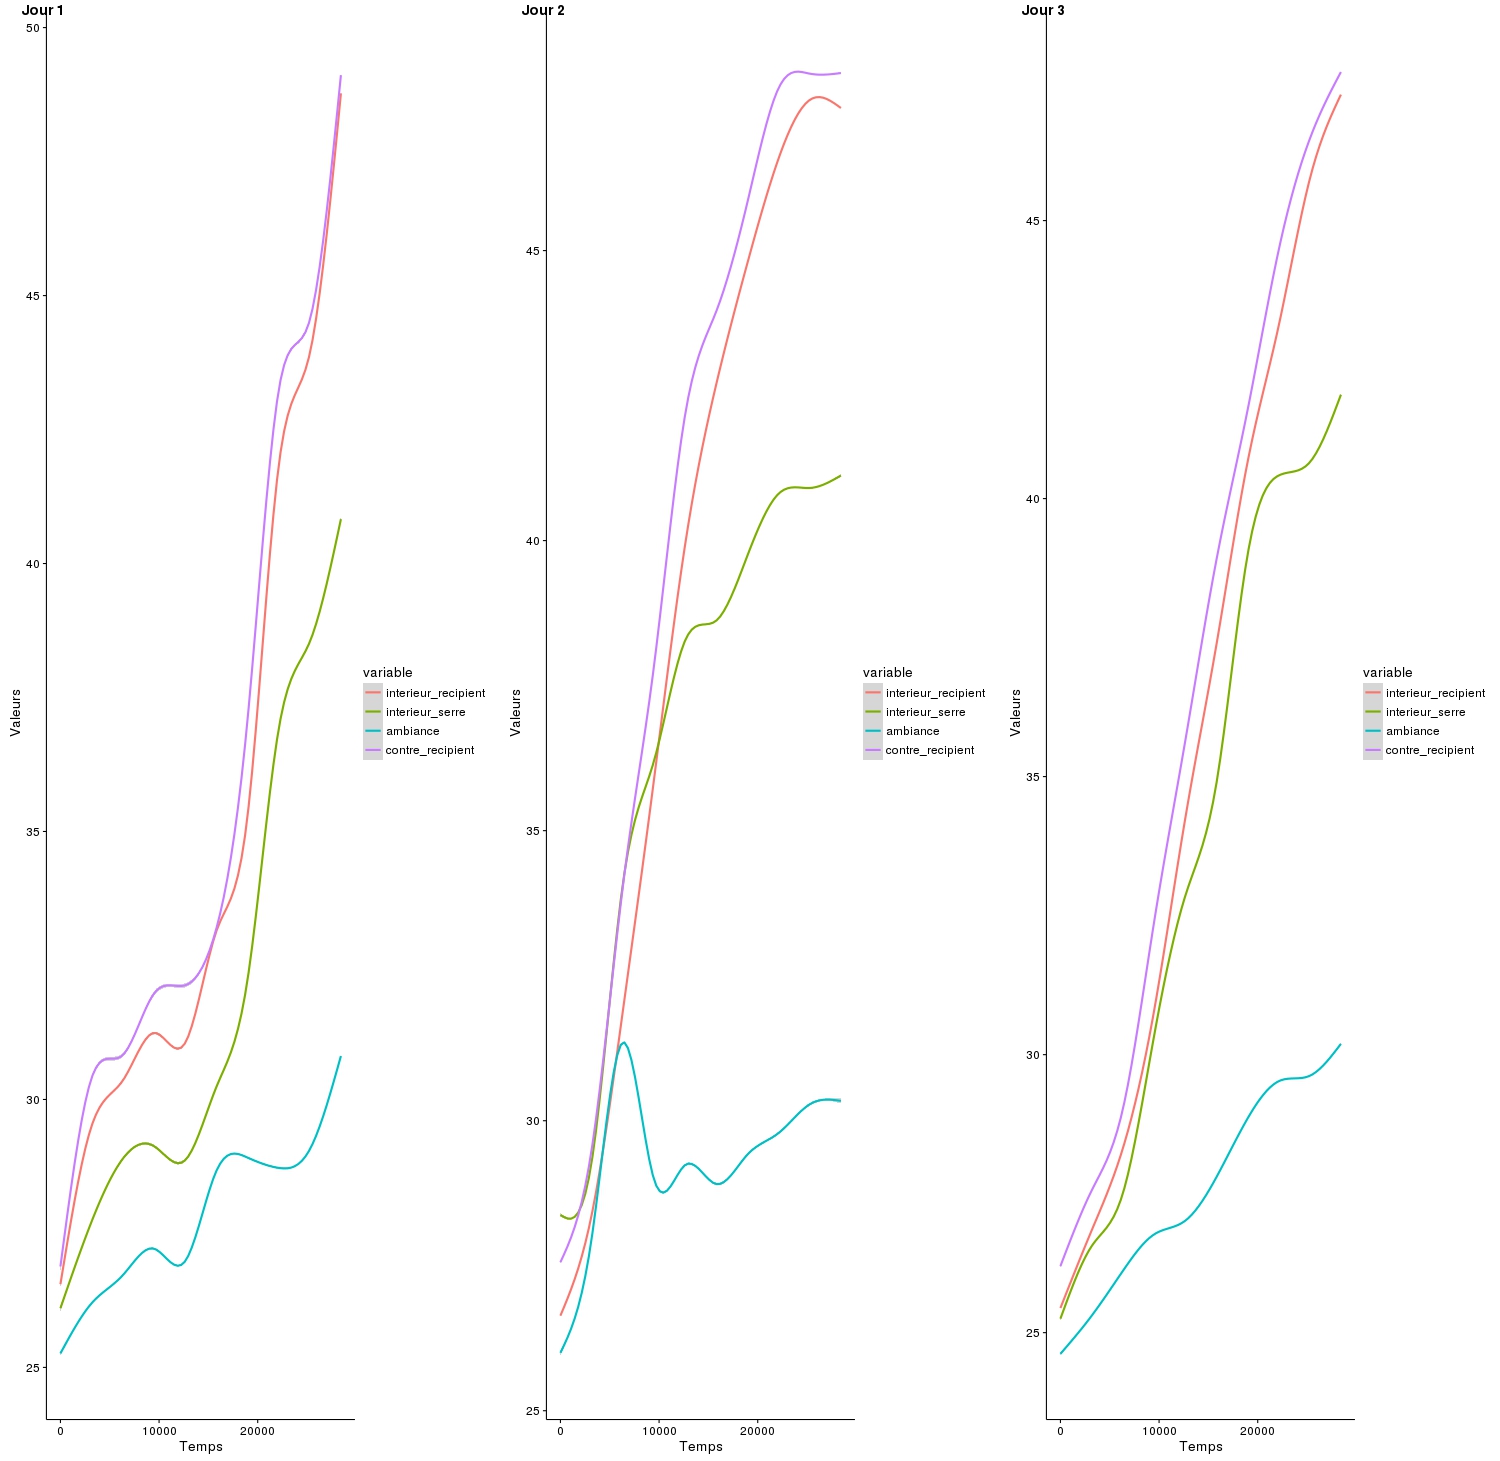 Jour 1
50
45
40
35
30
25
Valeurs
0 10000 20000
Temps
variable
interieur_recipient
interieur_serre
ambiance
contre_recipient
Jour 2
45
40
35
30
25
Valeurs
0 10000 20000
Temps
variable
interieur_recipient
interieur_serre
ambiance
contre_recipient
Jour 3
45
40
35
30
25
Valeurs
0 10000 20000
Temps
variable
interieur_recipient
interieur_serre
ambiance
contre_recipient